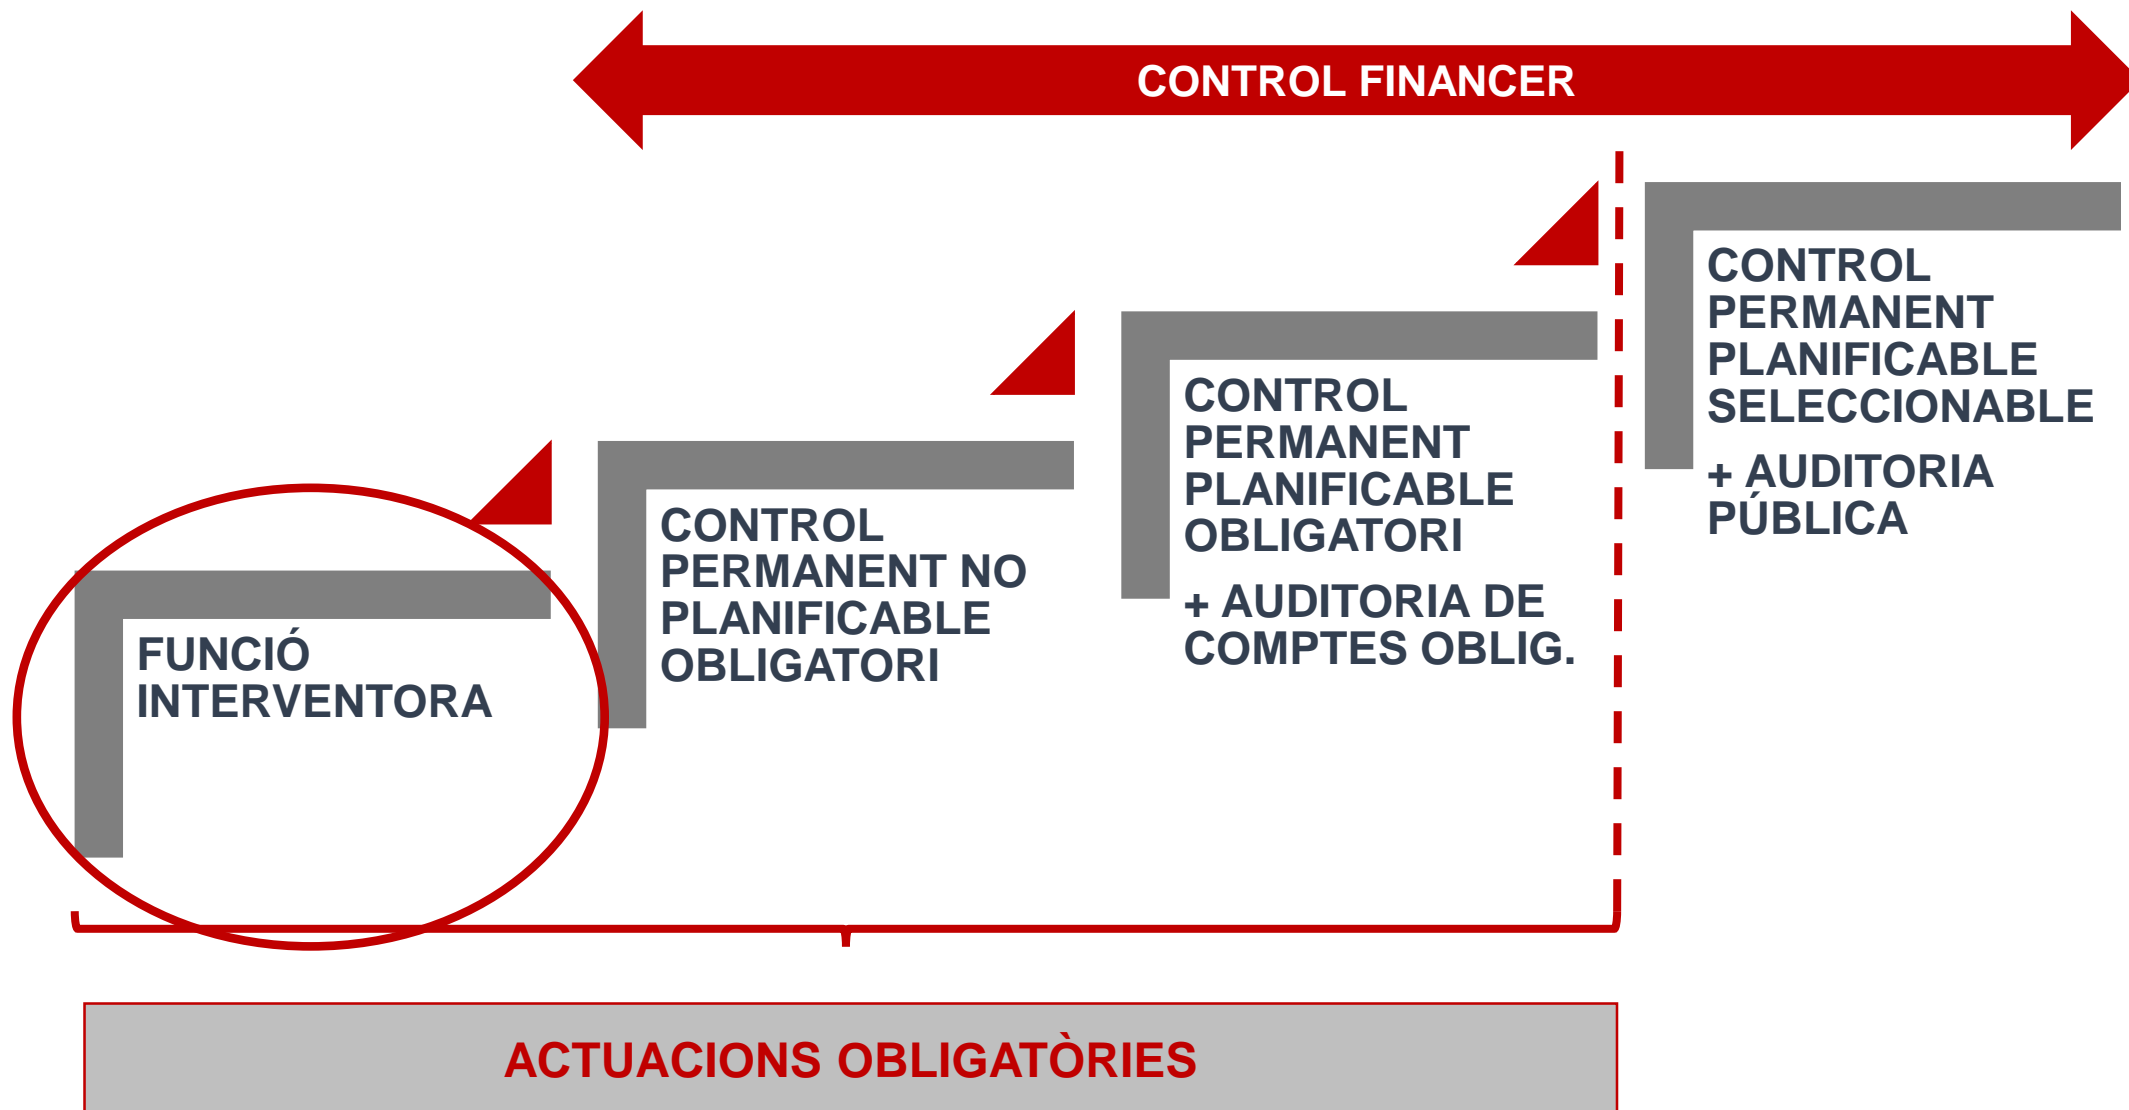 CONTROL FINANCER
FUNCIÓ
INTERVENTORA
CONTROL
PERMANENT NO
PLANIFICABLE
OBLIGATORI
CONTROL
PERMANENT
PLANIFICABLE
OBLIGATORI
+ AUDITORIA DE
COMPTES OBLIG.
CONTROL
PERMANENT
PLANIFICABLE
SELECCIONABLE
+ AUDITORIA
PÚBLICA
ACTUACIONS OBLIGATÒRIES